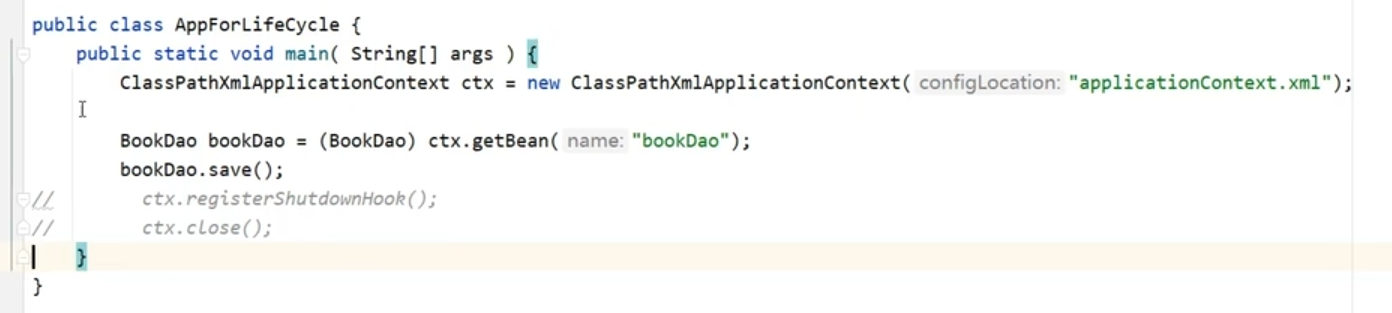 public class AppForLifeCycle {
    public static void main( String[] args ) {
        ClassPathXmlApplicationContext ctx = new ClassPathXmlApplicationContext( configLocation: "applicationContext.xml");

        BookDao bookDao = (BookDao) ctx.getBean( name: "bookDao");
        bookDao.save();
//        ctx.registerShutdownHook();
//        ctx.close();
    }
}